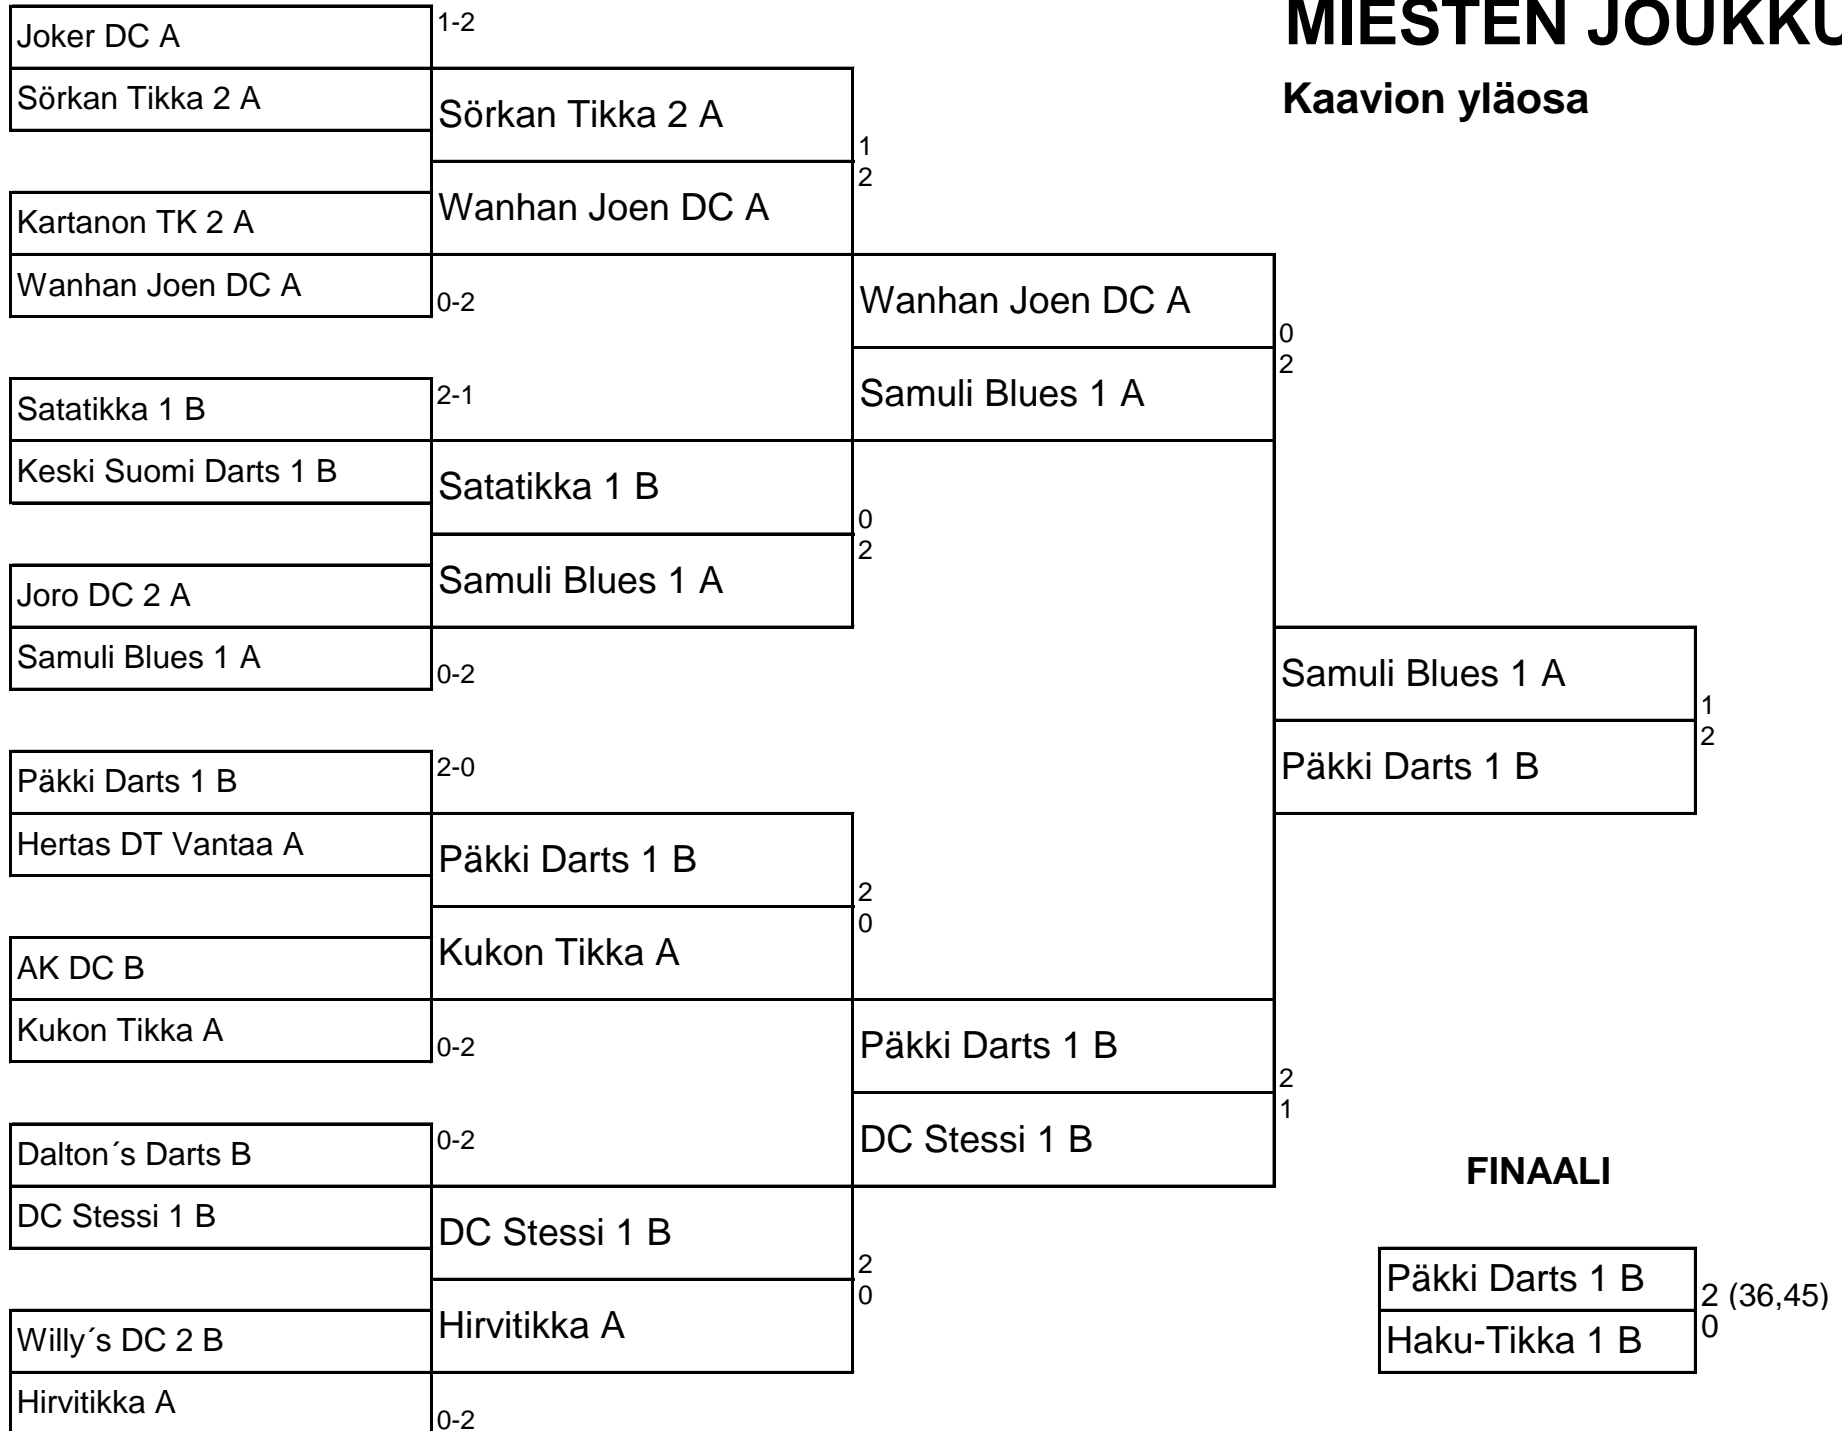 MIESTEN JOUKKU
Kaavion yläosa
Joker DC A
1-2
Sörkan Tikka 2 A
Sörkan Tikka 2 A
1
2
Wanhan Joen DC A
Kartanon TK 2 A
Wanhan Joen DC A
0-2
Wanhan Joen DC A
0
2
Samuli Blues 1 A
Satatikka 1 B
2-1
Keski Suomi Darts 1 B
Satatikka 1 B
0
2
Samuli Blues 1 A
Joro DC 2 A
Samuli Blues 1 A
0-2
Samuli Blues 1 A
1
2
Päkki Darts 1 B
Päkki Darts 1 B
2-0
Hertas DT Vantaa A
Päkki Darts 1 B
2
0
Kukon Tikka A
AK DC B
Kukon Tikka A
0-2
Päkki Darts 1 B
2
1
DC Stessi 1 B
Dalton´s Darts B
0-2
DC Stessi 1 B
DC Stessi 1 B
2
0
Hirvitikka A
Willy´s DC 2 B
Hirvitikka A
0-2
FINAALI
Päkki Darts 1 B
2 (36,45)
0
Haku-Tikka 1 B